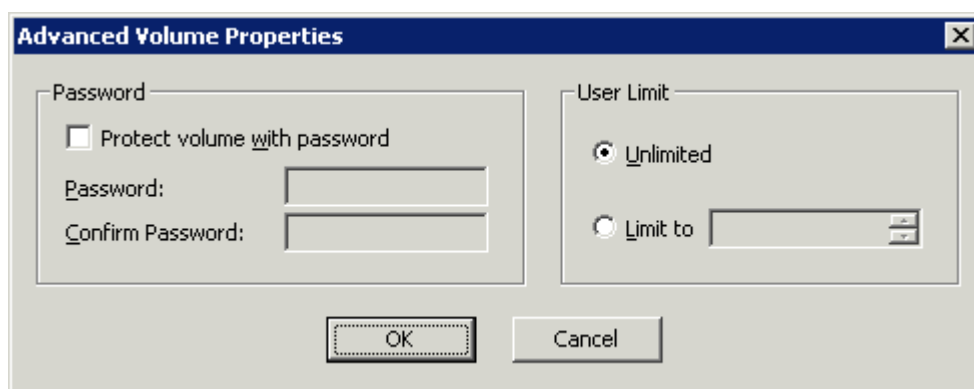 Advanced Volume Properties
Password
Protect volume with password
Password:
Confirm Password:
User Limit
Unlimited
Limit to
OK
Cancel